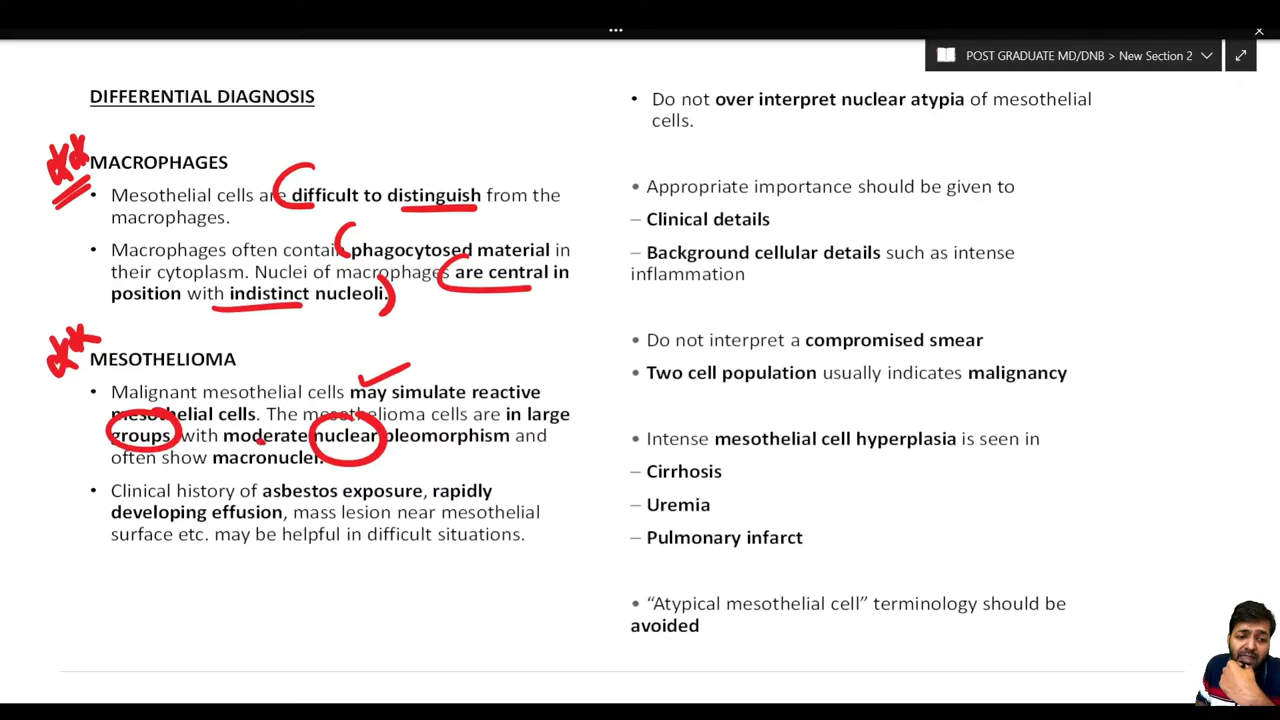 ...
POST GRADUATE MD/DNB > New Section 2
DIFFERENTIAL DIAGNOSIS
MACROPHAGES
• Mesothelial cells are difficult to distinguish from the
macrophages.
• Macrophages often contain phagocytosed material in
their cytoplasm. Nuclei of macrophages are central in
position with indistinct nucleoli.
MESOTHELIOMA
• Malignant mesothelial cells may simulate reactive
mesothelial cells. The mesothelioma cells are in large
groups, with moderate nuclear pleomorphism and
often show macronuclei.
• Clinical history of asbestos exposure, rapidly
developing effusion, mass lesion near mesothelial
surface etc. may be helpful in difficult situations.
• Do not over interpret nuclear atypia of mesothelial
cells.
• Appropriate importance should be given to
– Clinical details
– Background cellular details such as intense
inflammation
• Do not interpret a compromised smear
• Two cell population usually indicates malignancy
• Intense mesothelial cell hyperplasia is seen in
– Cirrhosis
– Uremia
– Pulmonary infarct
• “Atypical mesothelial cell” terminology should be
avoided